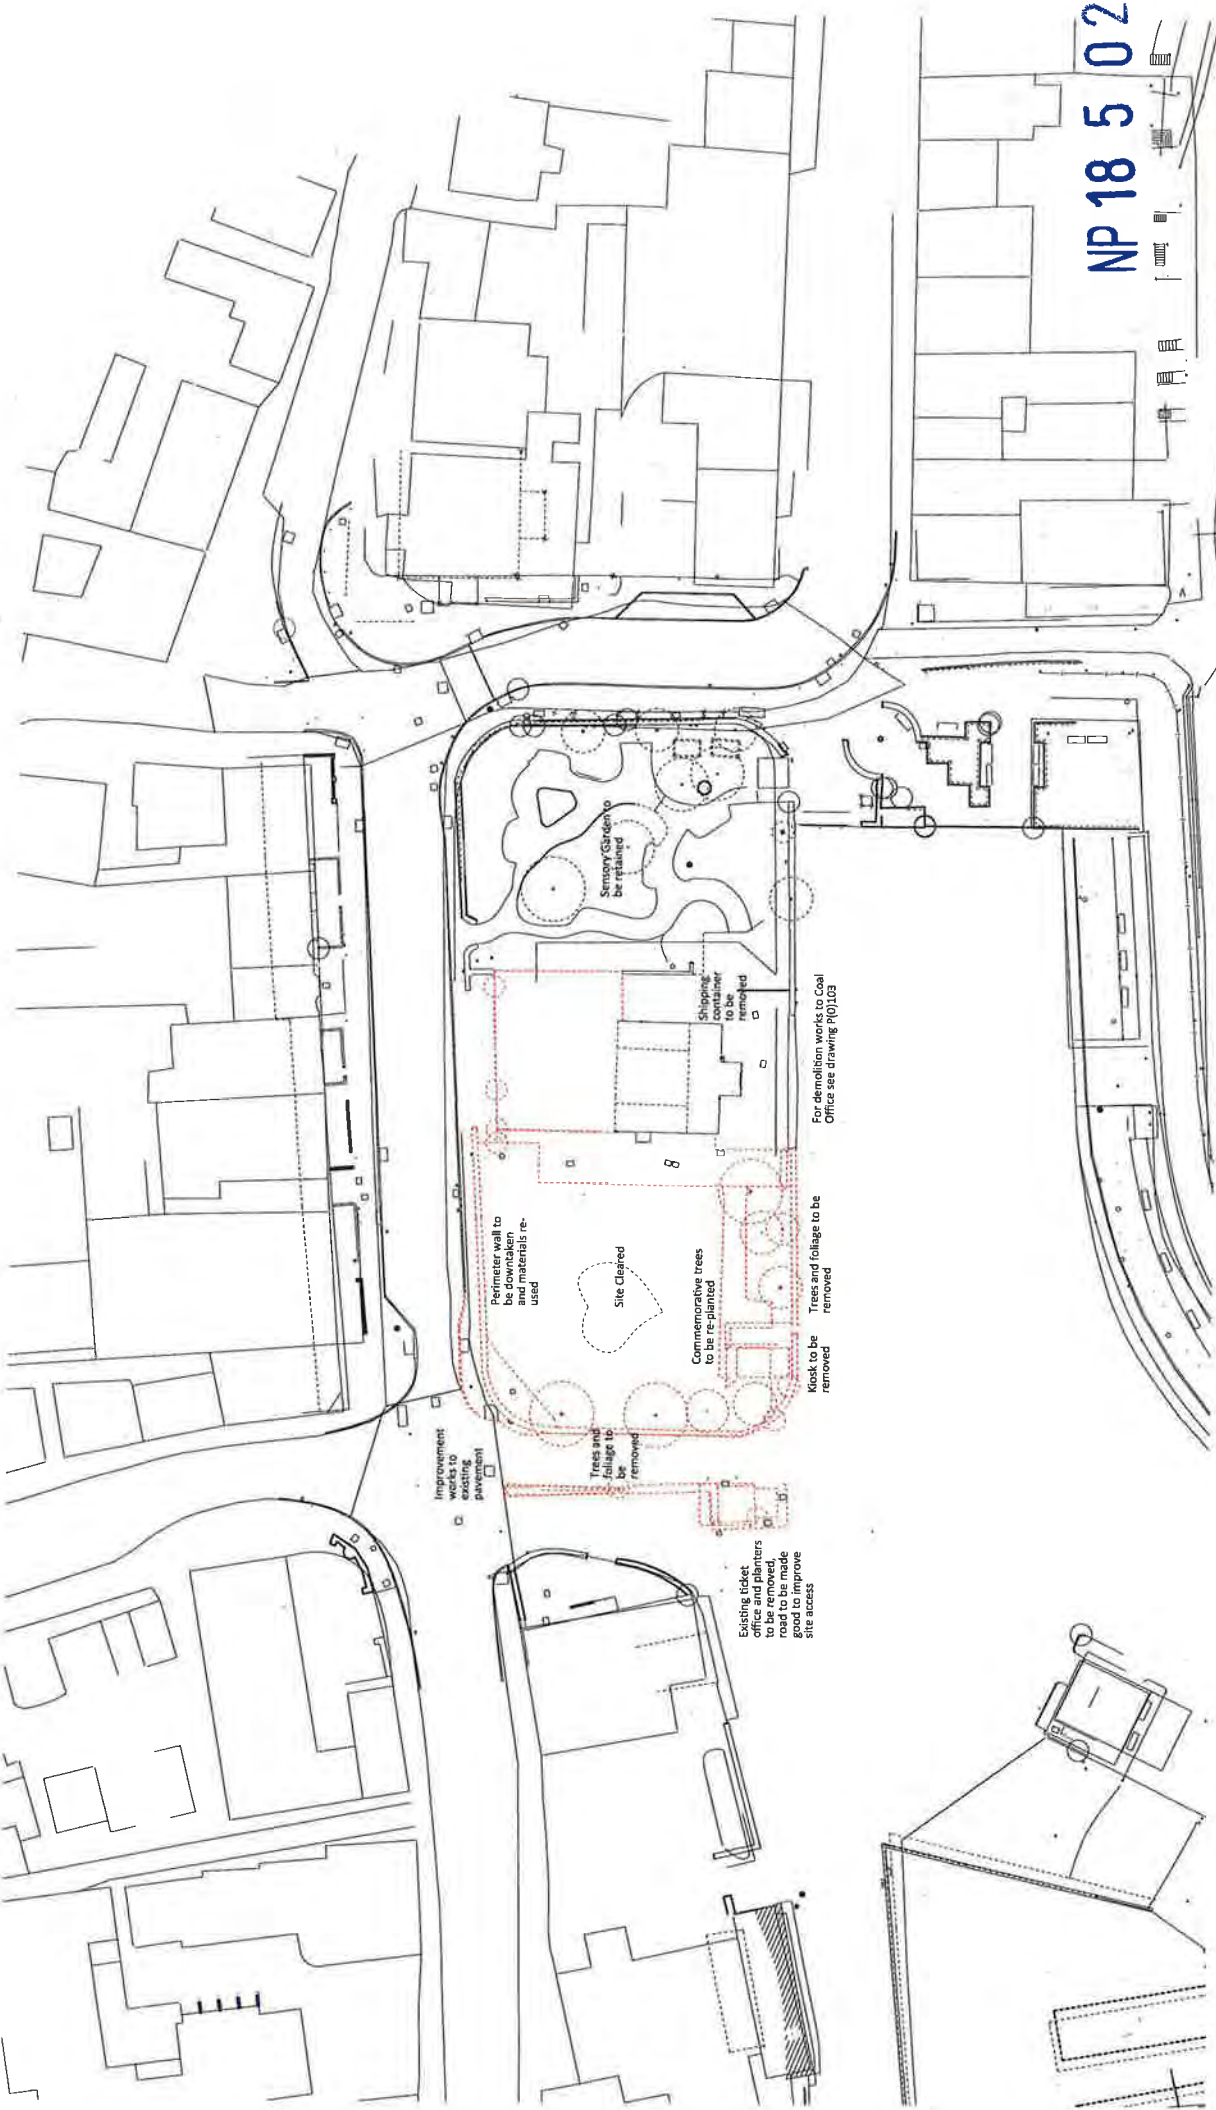 NP 18 5 02
Sensory Garden to
be retained
Shipping
container
to be
removed
For demolition works to Coal
Office see drawing P(0)103
Perimeter wall to
be downtaken
and materials re-
used
Site Cleared
Commemorative trees
to be re-planted
Trees and foliage to be
removed
Kiosk to be
removed
Improvement
works to
existing
pavement
Trees and
foliage to
be
removed
Existing ticket
office and planters
to be removed,
road to be made
good to improve
site access